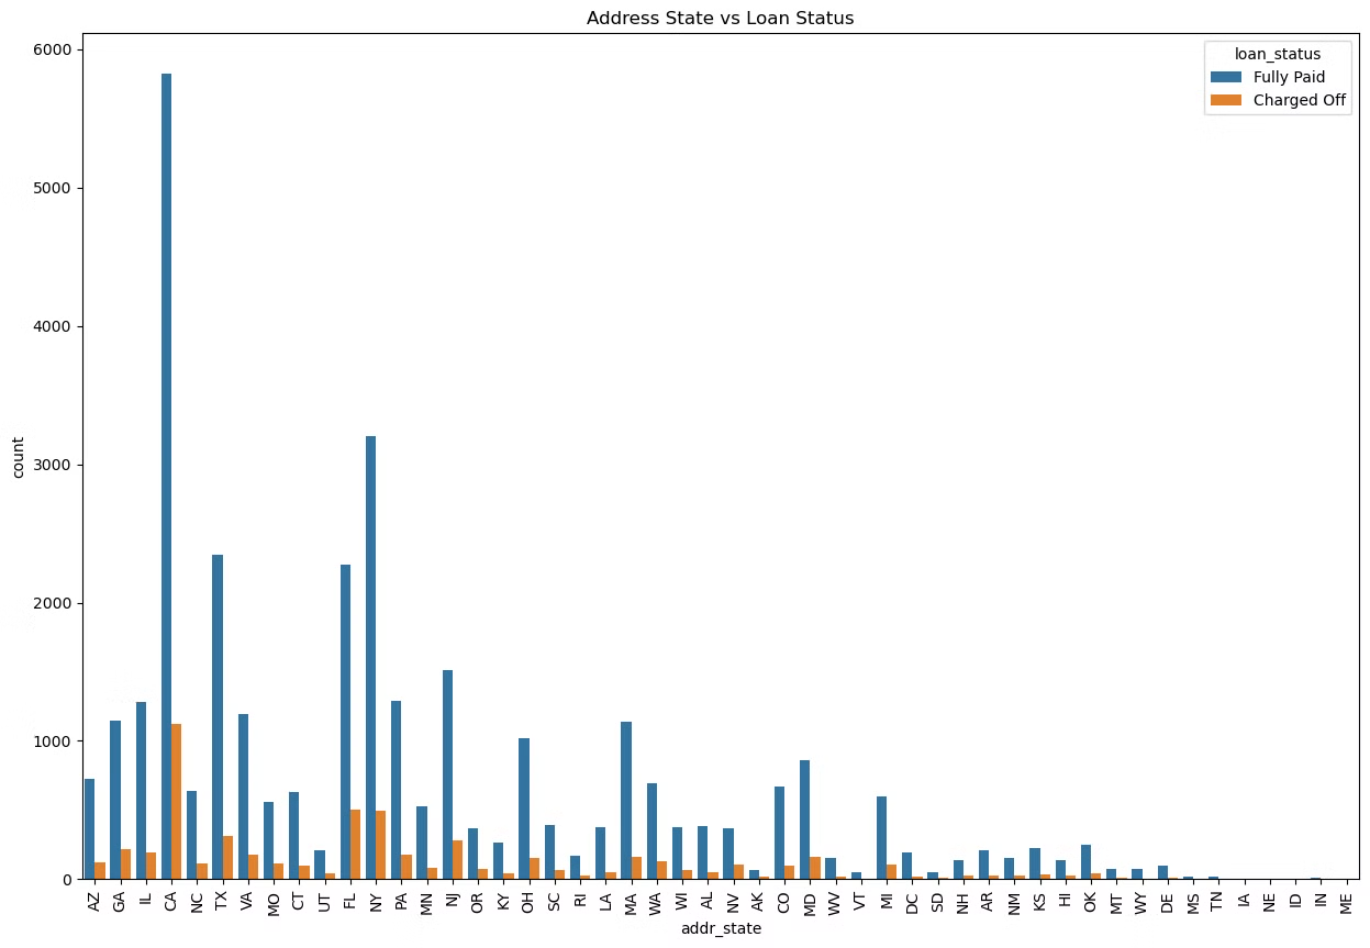 Address State vs Loan Status
loan_status
Fully Paid
Charged Off
6000
5000
4000
3000
2000
1000
0
count
AZ GA IL CA NC TX VA MO CT UT FL NY PA MN NJ OR KY OH SC RI LA MA WA WI AL NV AK CO MD WV VT MI DC SD NH AR NM KS HI OK MT WY DE MS TN IA NE ID IN ME
addr_state